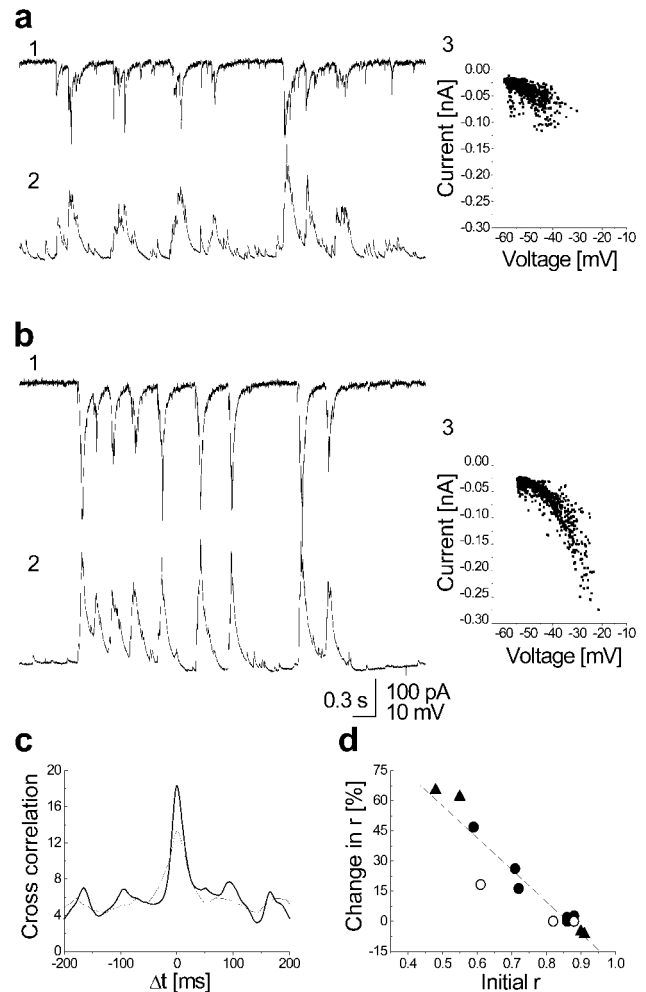 a
1
2
3
0.00
-0.05
-0.10
-0.15
-0.20
-0.25
-0.30
Current [nA]
-60 -50 -40 -30 -20 -10
Voltage [mV]
b
1
2
3
0.00
-0.05
-0.10
-0.15
-0.20
-0.25
-0.30
Current [nA]
-60 -50 -40 -30 -20 -10
Voltage [mV]
0.3 s
100 pA
10 mV
c
20
16
12
8
4
0
Cross correlation
-200 -100 0 100 200
Δt [ms]
d
75
60
45
30
15
0
-15
Change in r [%]
0.4 0.5 0.6 0.7 0.8 0.9 1.0
Initial r